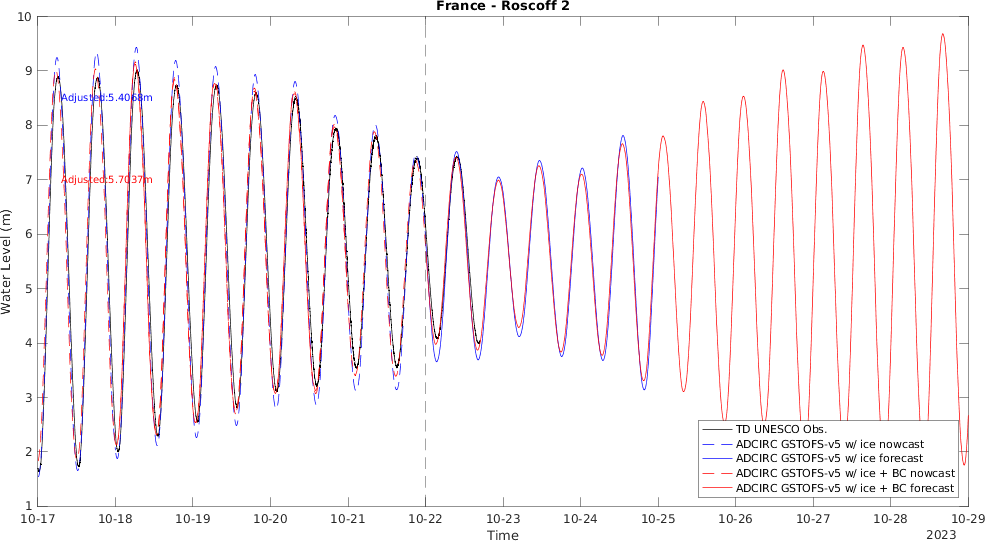 France - Roscoff 2
10
9
8
7
6
5
4
3
2
1
Water Level (m)
Adjusted:5.4068m
Adjusted:5.7037m
TD UNESCO Obs.
ADCIRC GSTOFS-v5 w/ ice nowcast
ADCIRC GSTOFS-v5 w/ ice forecast
ADCIRC GSTOFS-v5 w/ ice + BC nowcast
ADCIRC GSTOFS-v5 w/ ice + BC forecast
10-17 10-18 10-19 10-20 10-21 10-22 10-23 10-24 10-25 10-26 10-27 10-28 10-29
Time
2023